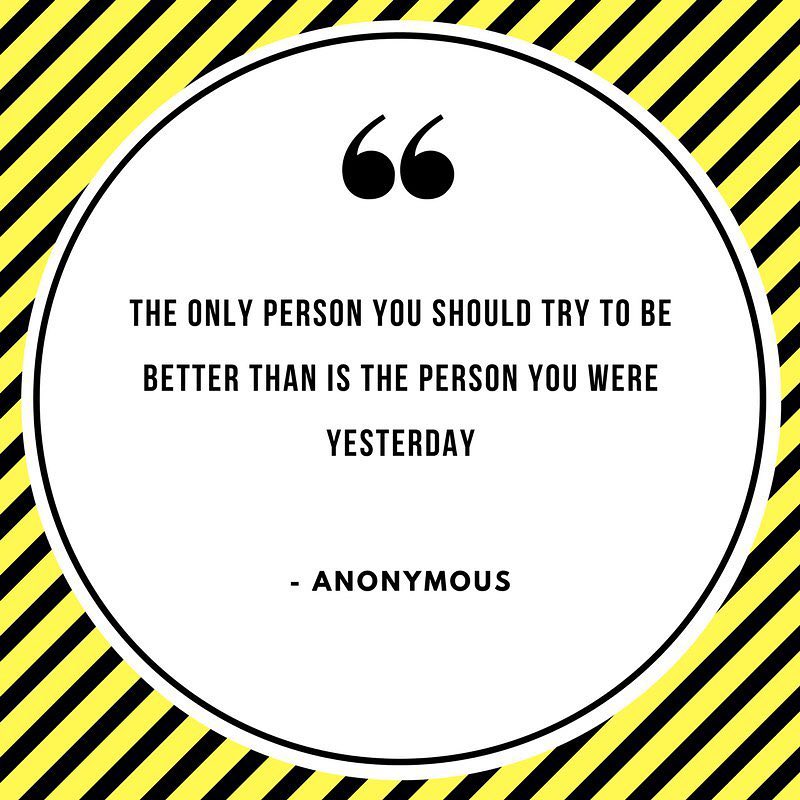 “
THE ONLY PERSON YOU SHOULD TRY TO BE
BETTER THAN IS THE PERSON YOU WERE
YESTERDAY
- ANONYMOUS